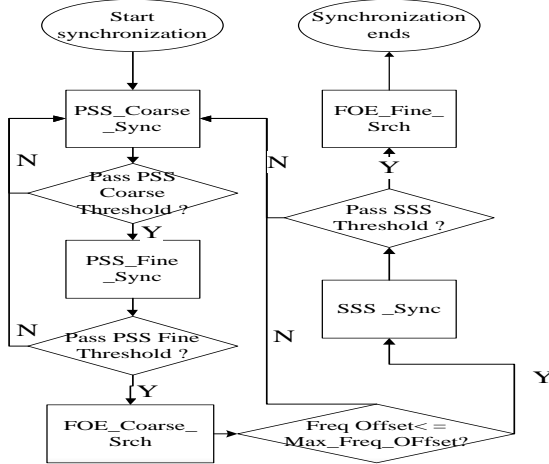 Start
synchronization
PSS_Coarse
_Sync
N
Pass PSS
Coarse
Threshold ?
Y
PSS_Fine
_Sync
N
Pass PSS Fine
Threshold ?
Y
FOE_Coarse_
Srch
Freq Offset< =
Max_Freq_OFfset?
N
Y
SSS _Sync
Pass SSS
Threshold ?
N
Y
FOE_Fine_
Srch
Synchronization
ends